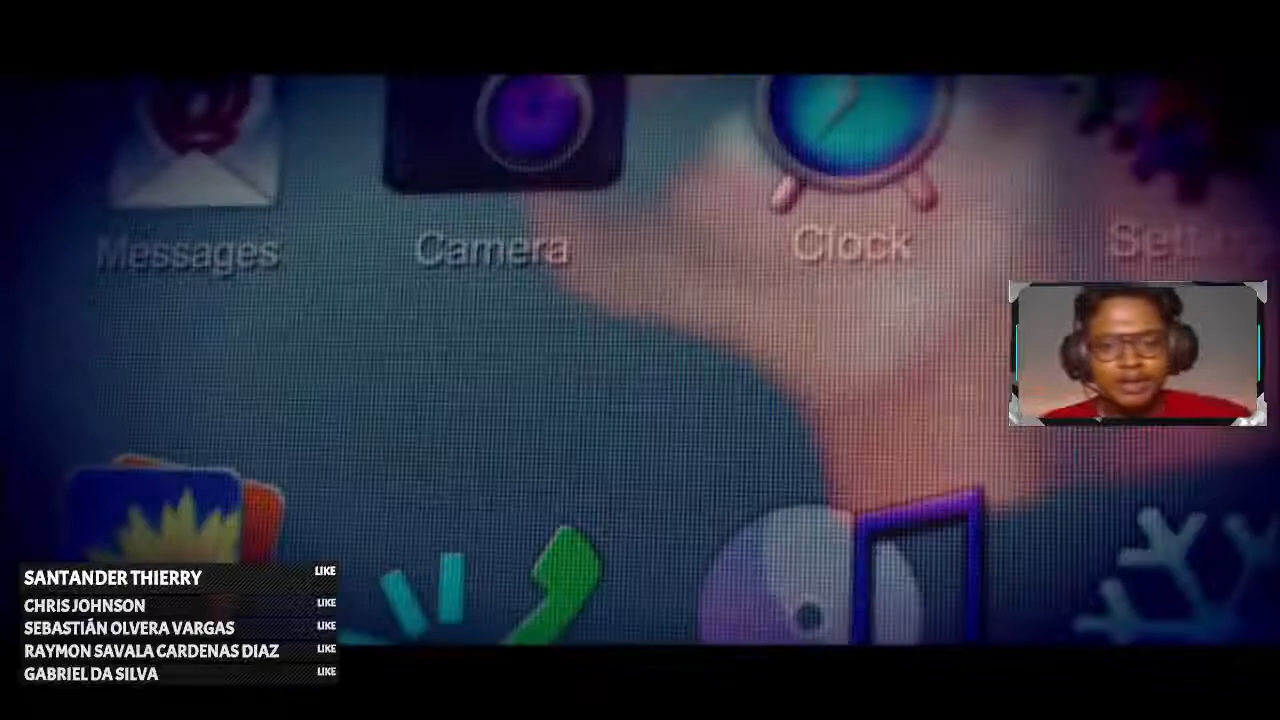 Messages
Camera
Clock
SANTANDER THIERRY LIKE
CHRIS JOHNSON LIKE
SEBASTIÁN OLVERA VARGAS LIKE
RAYMON SAVALA CARDENAS DIAZ LIKE
GABRIEL DA SILVA LIKE